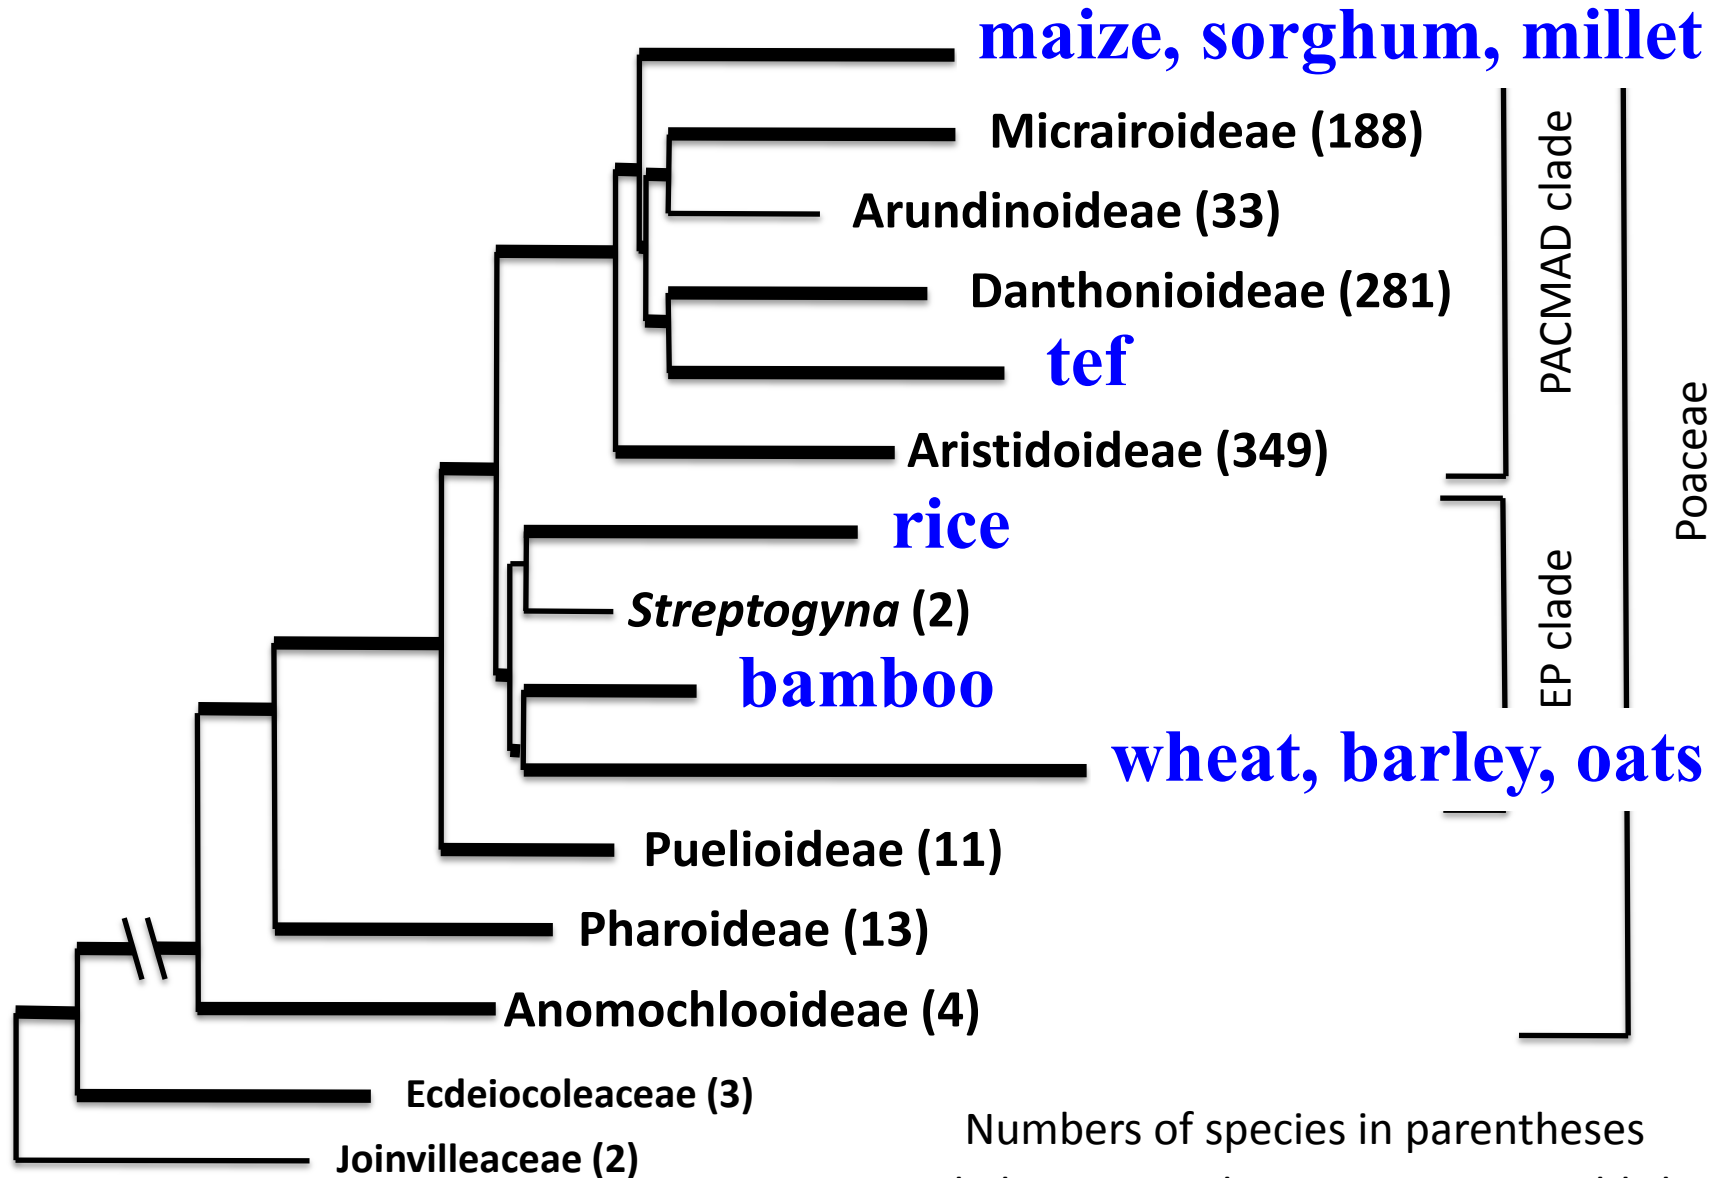 maize, sorghum, millet
Micrairoideae (188)
Arundinoideae (33)
Danthonioideae (281)
tef
Aristidoideae (349)
rice
Streptogyna (2)
bamboo
wheat, barley, oats
Puelioideae (11)
Pharoideae (13)
Anomochlooideae (4)
Ecdeiocoleaceae (3)
Joinvilleaceae (2)
PACMAD clade
EP clade
Poaceae
Numbers of species in parentheses